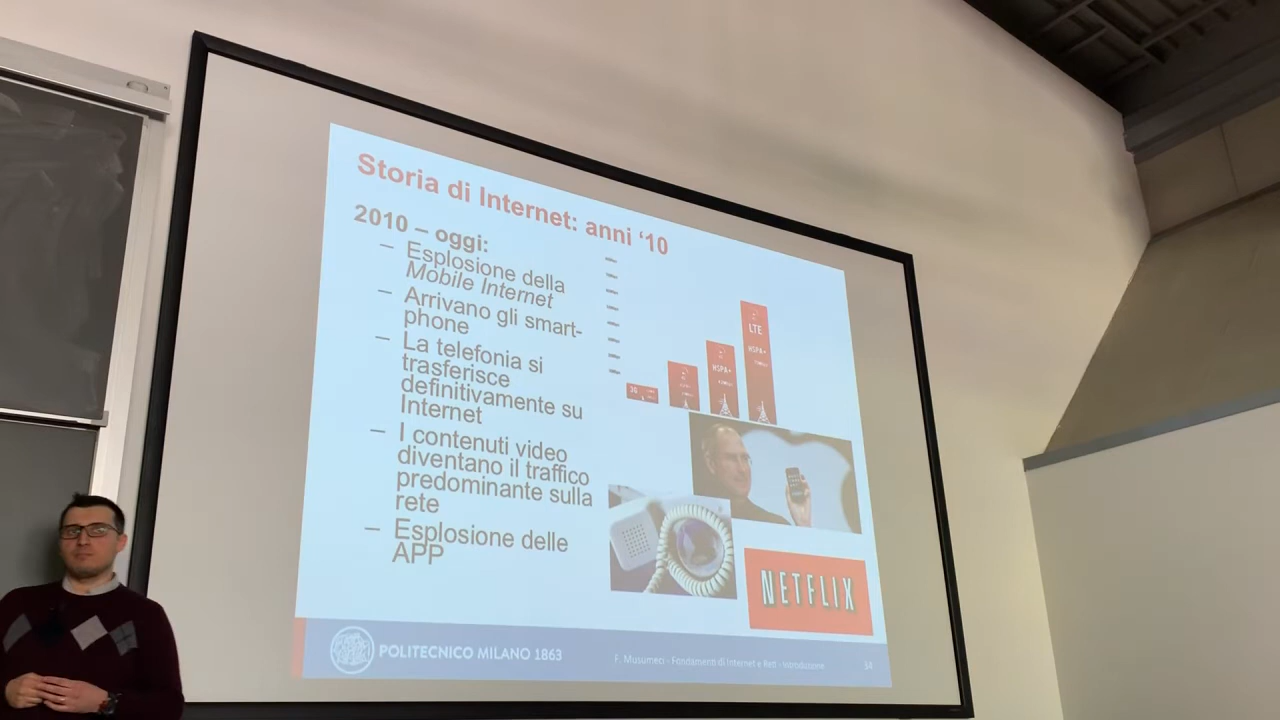 Storia di Internet: anni '10
2010 – oggi:
– Esplosione della
Mobile Internet
– Arrivano gli smart-
phone
– La telefonia si
trasferisce
definitivamente su
Internet
– I contenuti video
diventano il traffico
predominante sulla
rete
– Esplosione delle
APP
3G
HSPA+
LTE
HSPA+
NETFLIX
POLITECNICO MILANO 1863
F. Musumeci - Fondamenti di Internet e Reti - Introduzione
34